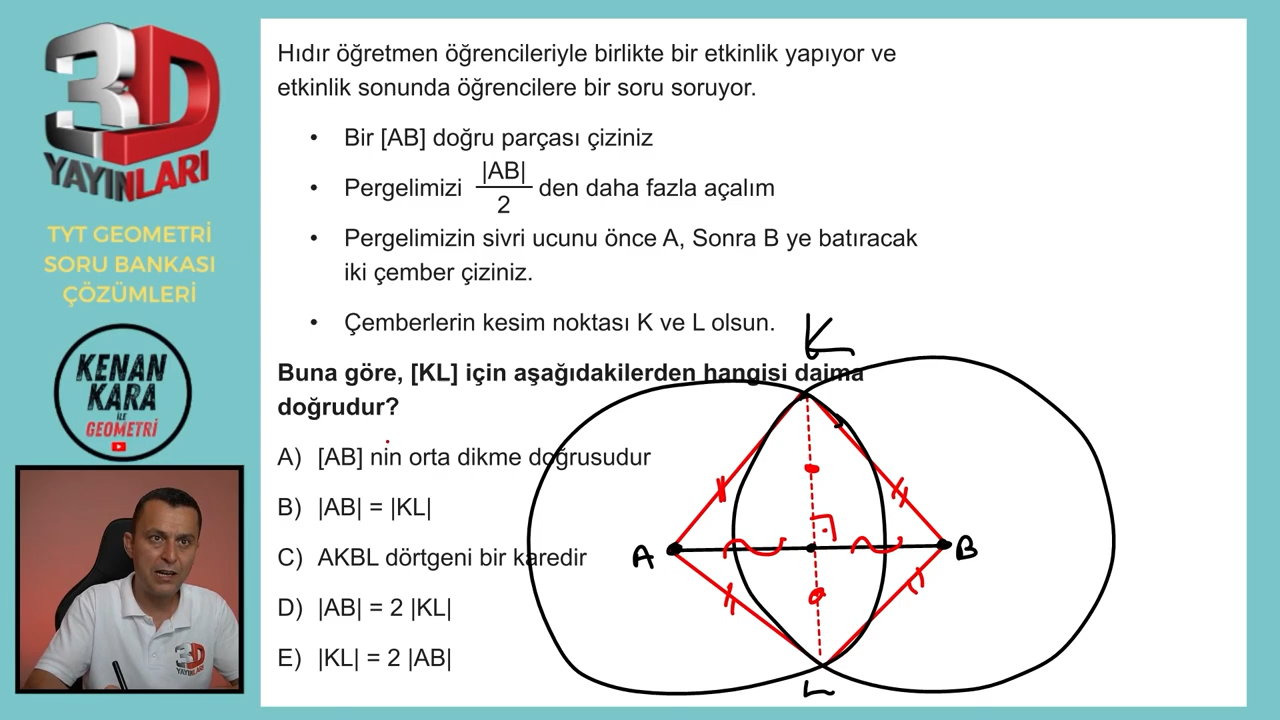 3D
YAYINLARI
TYT GEOMETRİ
SORU BANKASI
ÇÖZÜMLERİ
KENAN
KARA
İLE
GEOMETRİ
3D
YAYINLARI
Hıdır öğretmen öğrencileriyle birlikte bir etkinlik yapıyor ve
etkinlik sonunda öğrencilere bir soru soruyor.
• Bir [AB] doğru parçası çiziniz
• Pergelimizi |AB|/2 den daha fazla açalım
• Pergelimizin sivri ucunu önce A, Sonra B ye batıracak
iki çember çiziniz.
• Çemberlerin kesim noktası K ve L olsun.
Buna göre, [KL] için aşağıdakilerden hangisi daima
doğrudur?
A) [AB] nin orta dikme doğrusudur
B) |AB| = |KL|
C) AKBL dörtgeni bir karedir
D) |AB| = 2 |KL|
E) |KL| = 2 |AB|
K
A
B
L